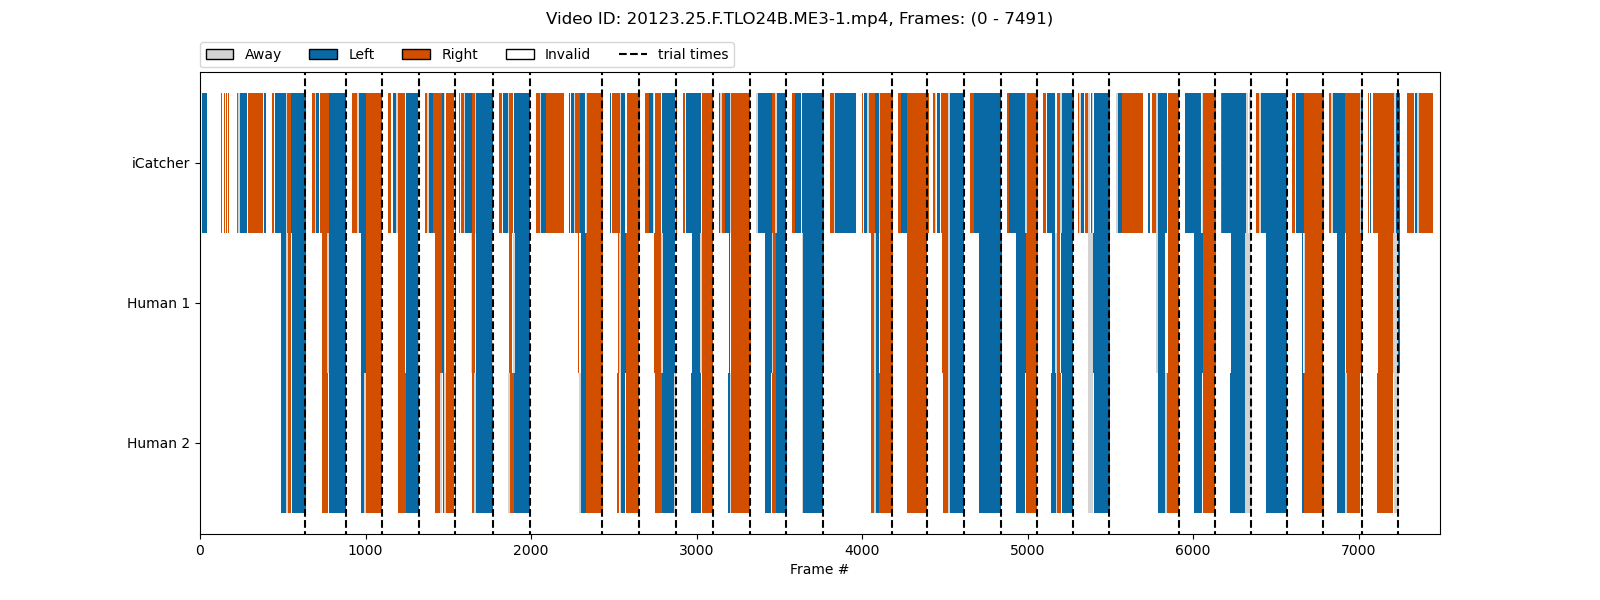 Video ID: 20123.25.F.TLO24B.ME3-1.mp4, Frames: (0 - 7491)
Away Left Right Invalid trial times
iCatcher
Human 1
Human 2
0 1000 2000 3000 4000 5000 6000 7000
Frame #